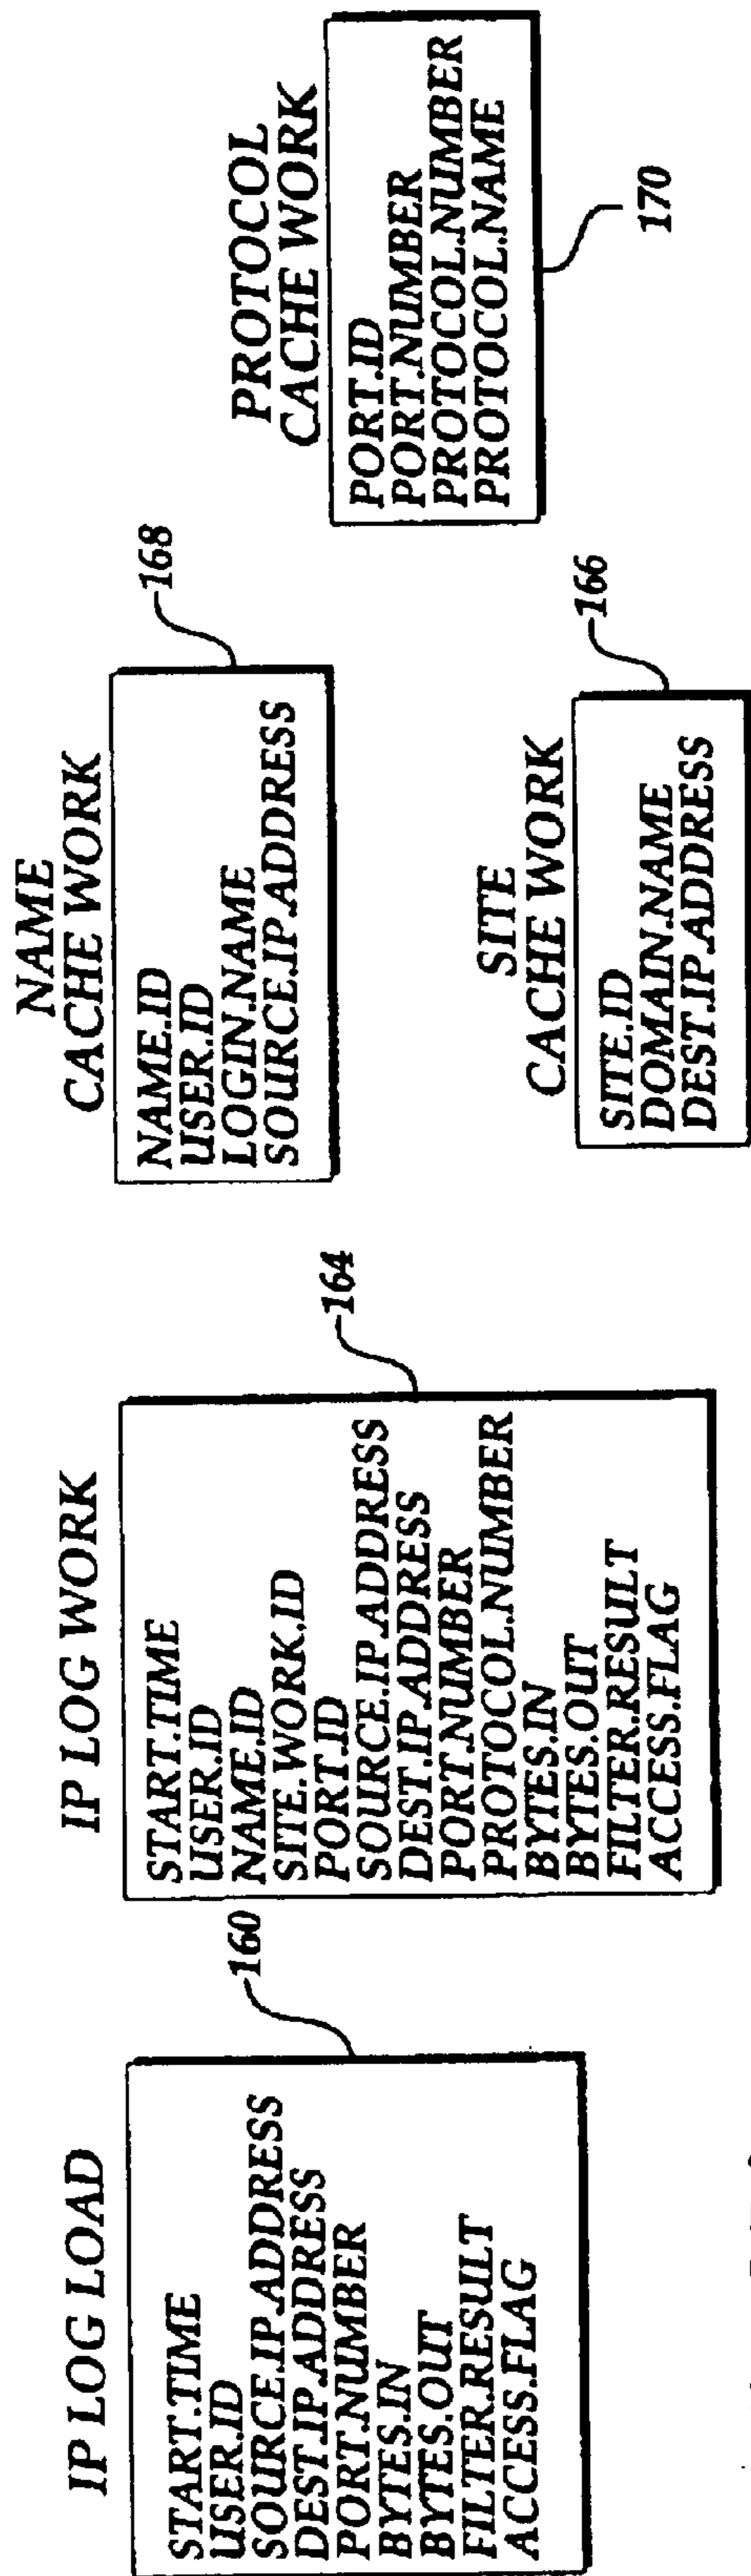 IP LOG LOAD
START.TIME
USER.ID
SOURCE.IP.ADDRESS
DEST.IP.ADDRESS
PORT.NUMBER
BYTES.IN
BYTES.OUT
FILTER.RESULT
ACCESS.FLAG
160
IP LOG WORK
START.TIME
USER.ID
NAME.ID
SITE.WORK.ID
PORT.ID
SOURCE.IP.ADDRESS
DEST.IP.ADDRESS
PORT.NUMBER
PROTOCOL.NUMBER
BYTES.IN
BYTES.OUT
FILTER.RESULT
ACCESS.FLAG
164
NAME
CACHE WORK
NAME.ID
USER.ID
LOGIN.NAME
SOURCE.IP.ADDRESS
168
SITE
CACHE WORK
SITE.ID
DOMAIN.NAME
DEST.IP.ADDRESS
166
PROTOCOL
CACHE WORK
PORT.ID
PORT.NUMBER
PROTOCOL.NUMBER
PROTOCOL.NAME
170